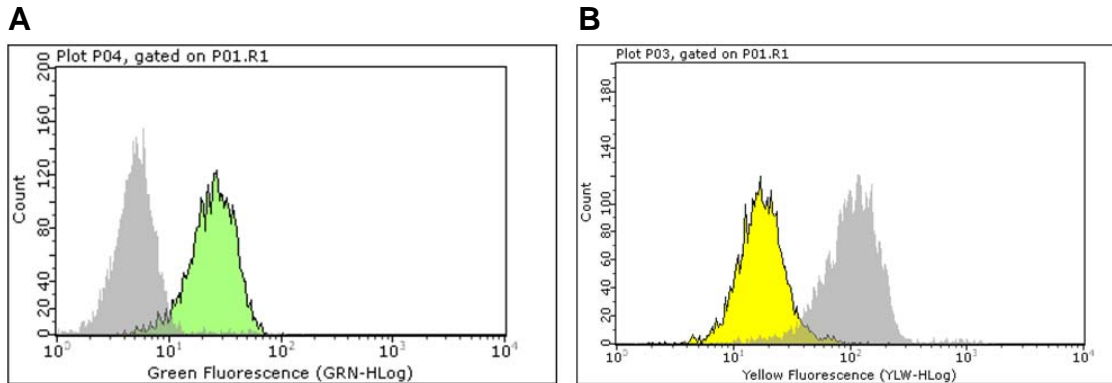 A
B
Plot P04, gated on P01.R1
Count
0 20 40 80 120 160 200
10^0 10^1 10^2 10^3 10^4
Green Fluorescence (GRN-HLog)
Plot P03, gated on P01.R1
Count
0 20 40 60 80 100 140 180
10^0 10^1 10^2 10^3 10^4
Yellow Fluorescence (YLW-HLog)